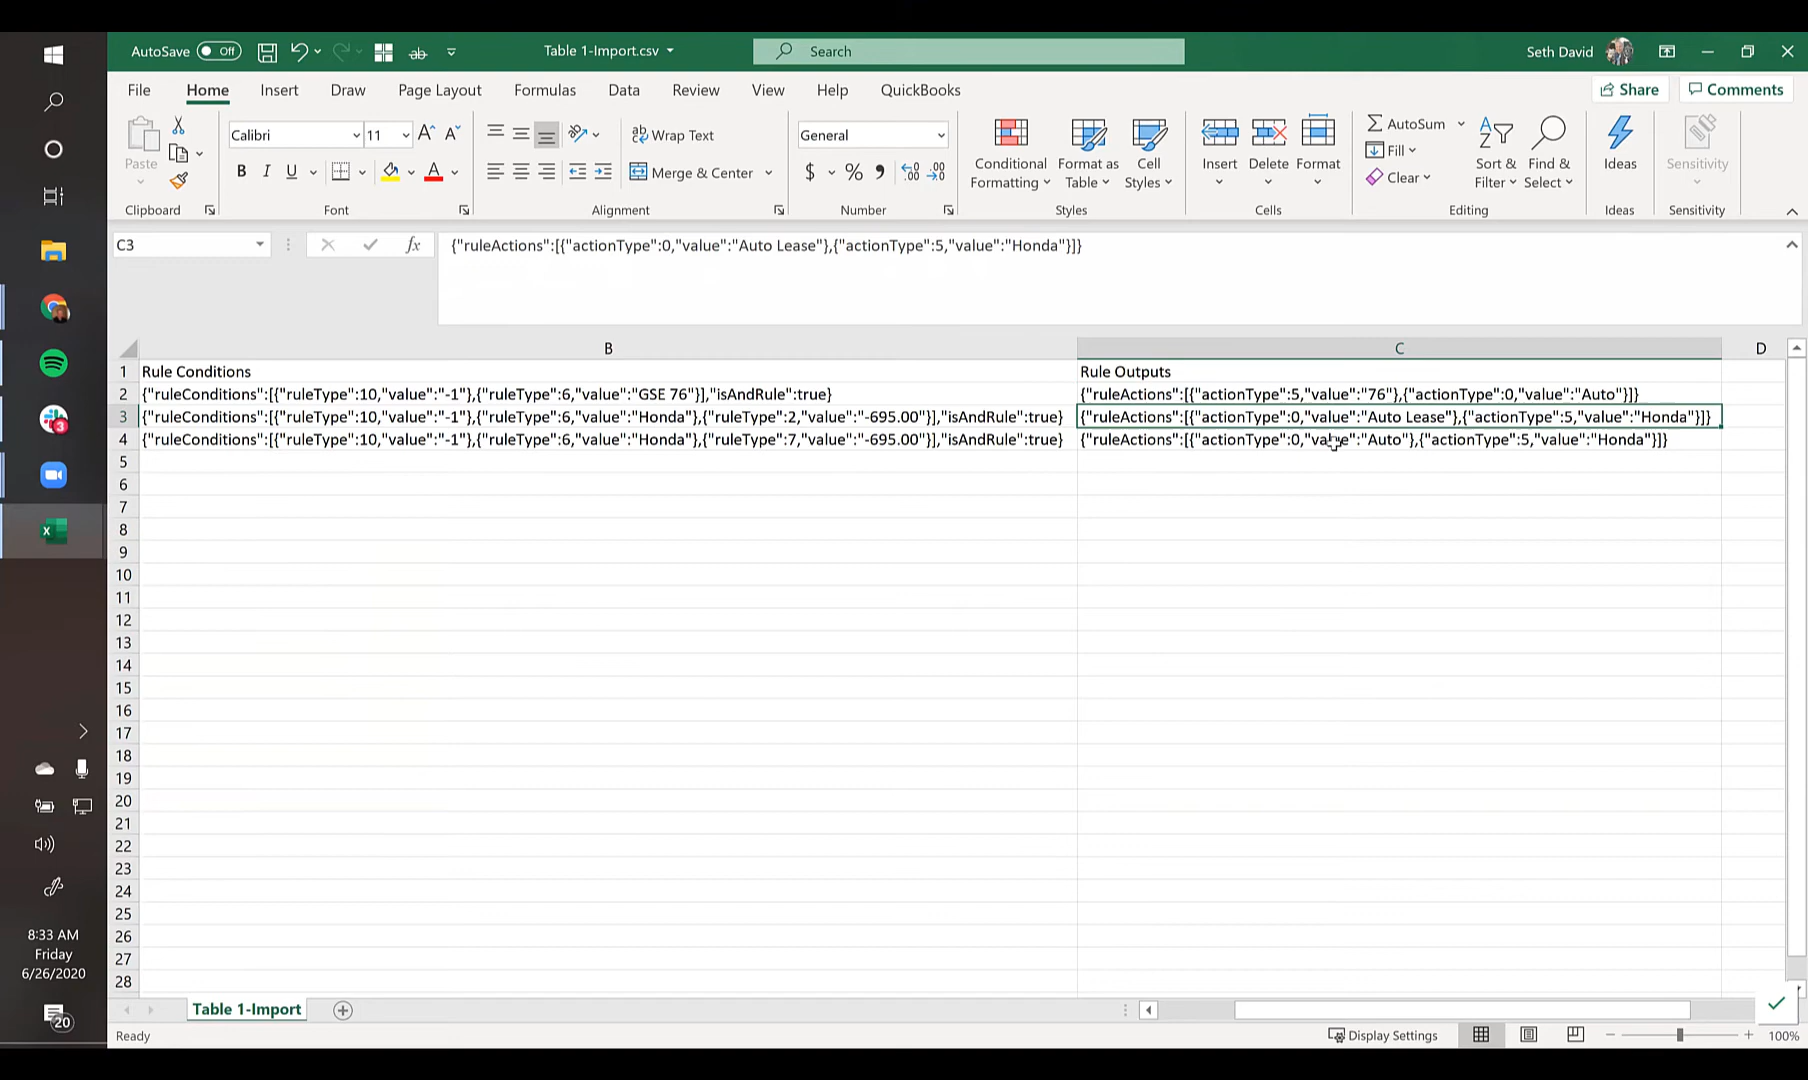 AutoSave Off
Table 1-Import.csv
Search
Seth David
File Home Insert Draw Page Layout Formulas Data Review View Help QuickBooks
Share Comments
Paste
Calibri 11
Wrap Text
Merge & Center
General
Conditional Formatting
Format as Table
Cell Styles
Insert Delete Format
AutoSum
Fill
Clear
Sort & Filter
Find & Select
Ideas
Sensitivity
Clipboard Font Alignment Number Styles Cells Editing Ideas Sensitivity
C3
fx
{"ruleActions":[{"actionType":0,"value":"Auto Lease"},{"actionType":5,"value":"Honda"}]}
B C D
1 Rule Conditions Rule Outputs
2 {"ruleConditions":[{"ruleType":10,"value":"-1"},{"ruleType":6,"value":"GSE 76"}],"isAndRule":true} {"ruleActions":[{"actionType":5,"value":"76"},{"actionType":0,"value":"Auto"}]}
3 {"ruleConditions":[{"ruleType":10,"value":"-1"},{"ruleType":6,"value":"Honda"},{"ruleType":2,"value":"-695.00"}],"isAndRule":true} {"ruleActions":[{"actionType":0,"value":"Auto Lease"},{"actionType":5,"value":"Honda"}]}
4 {"ruleConditions":[{"ruleType":10,"value":"-1"},{"ruleType":6,"value":"Honda"},{"ruleType":7,"value":"-695.00"}],"isAndRule":true} {"ruleActions":[{"actionType":0,"value":"Auto"},{"actionType":5,"value":"Honda"}]}
5
6
7
8
9
10
11
12
13
14
15
16
17
18
19
20
21
22
23
24
25
26
27
28
3
8:33 AM
Friday
6/26/2020
20
Table 1-Import
Ready
Display Settings
100%